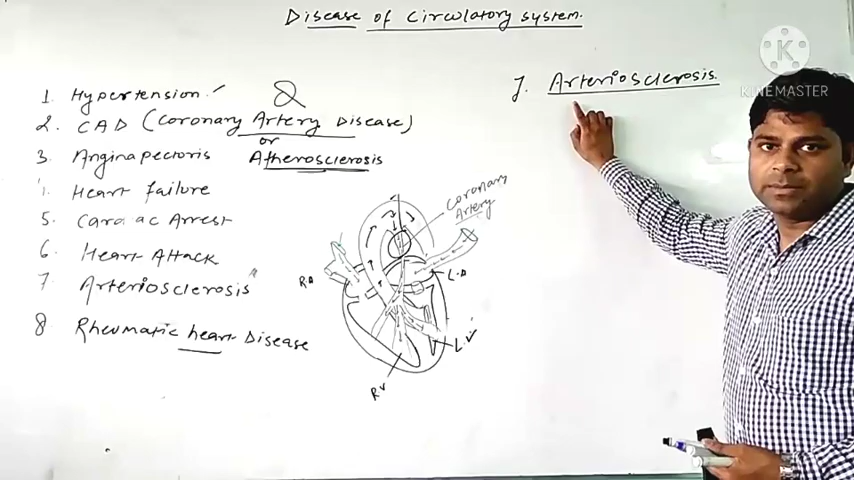 Disease of circulatory system.
1. Hypertension
2. CAD (Coronary Artery Disease)
or
Atherosclerosis
3. Anginapectoris
Heart failure
5. Cardiac Arrest
6. Heart Attack
7 Arteriosclerosis
8 Rheumatic heart Disease
7. Arteriosclerosis.
K
KINEMASTER
Coronary
Artery
RA
L.A
L.V
RV